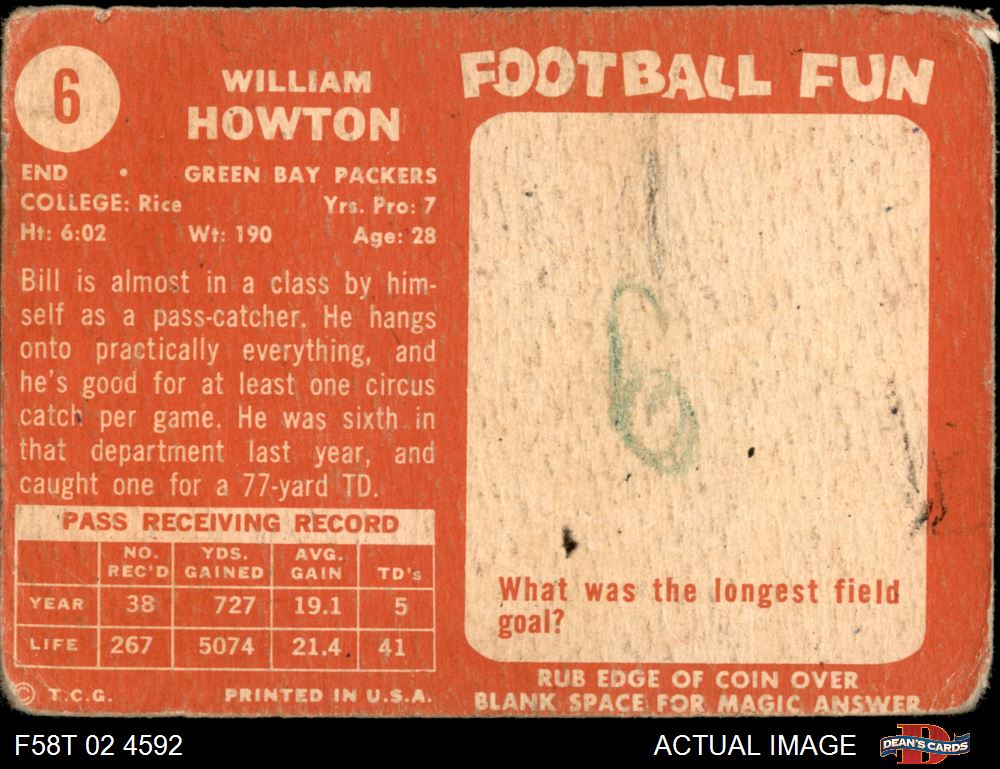 6
WILLIAM
HOWTON
END • GREEN BAY PACKERS
COLLEGE: Rice Yrs. Pro: 7
Ht: 6:02 Wt: 190 Age: 28
Bill is almost in a class by him-
self as a pass-catcher. He hangs
onto practically everything, and
he's good for at least one circus
catch per game. He was sixth in
that department last year, and
caught one for a 77-yard TD.
PASS RECEIVING RECORD
NO. REC'D YDS. GAINED AVG. GAIN TD's
YEAR 38 727 19.1 5
LIFE 267 5074 21.4 41
© T.C.G. PRINTED IN U.S.A.
FOOTBALL FUN
6
What was the longest field
goal?
RUB EDGE OF COIN OVER
BLANK SPACE FOR MAGIC ANSWER
F58T 02 4592 ACTUAL IMAGE DEAN'S CARDS